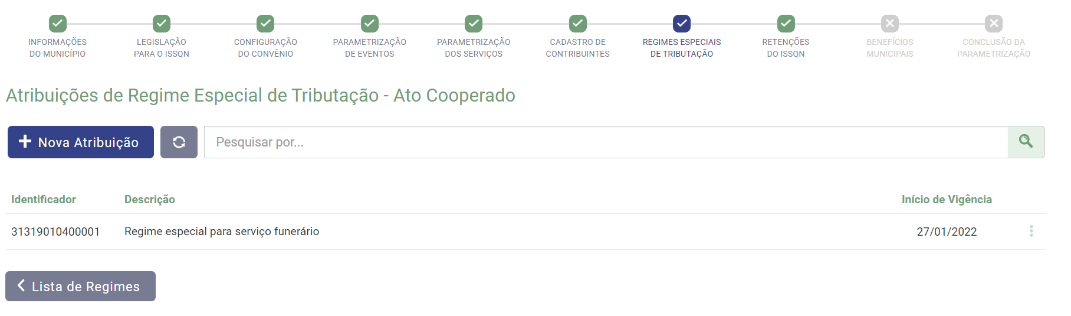 INFORMAÇÕES
DO MUNICÍPIO
LEGISLAÇÃO
PARA O ISSQN
CONFIGURAÇÃO
DO CONVÊNIO
PARAMETRIZAÇÃO
DE EVENTOS
PARAMETRIZAÇÃO
DOS SERVIÇOS
CADASTRO DE
CONTRIBUINTES
REGIMES ESPECIAIS
DE TRIBUTAÇÃO
RETENÇÕES
DO ISSQN
BENEFÍCIOS
MUNICIPAIS
CONCLUSÃO DA
PARAMETRIZAÇÃO
Atribuições de Regime Especial de Tributação - Ato Cooperado
Nova Atribuição
Pesquisar por...
Identificador Descrição Início de Vigência
31319010400001 Regime especial para serviço funerário 27/01/2022
Lista de Regimes